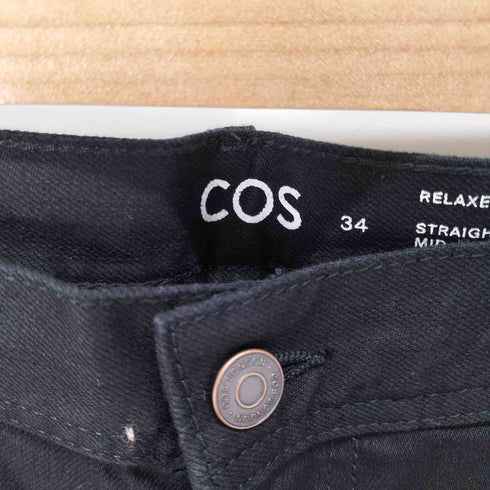 COS
34
RELAXE
STRAIGH
MID